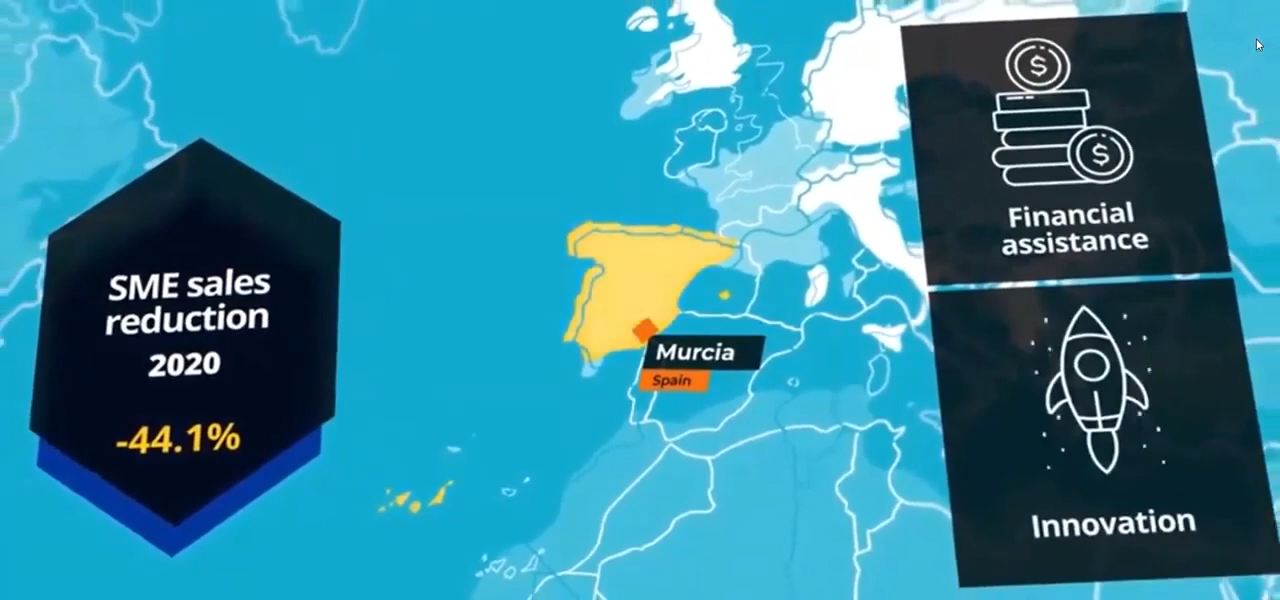 SME sales
reduction
2020
-44.1%
Murcia
Spain
$
$
Financial
assistance
Innovation